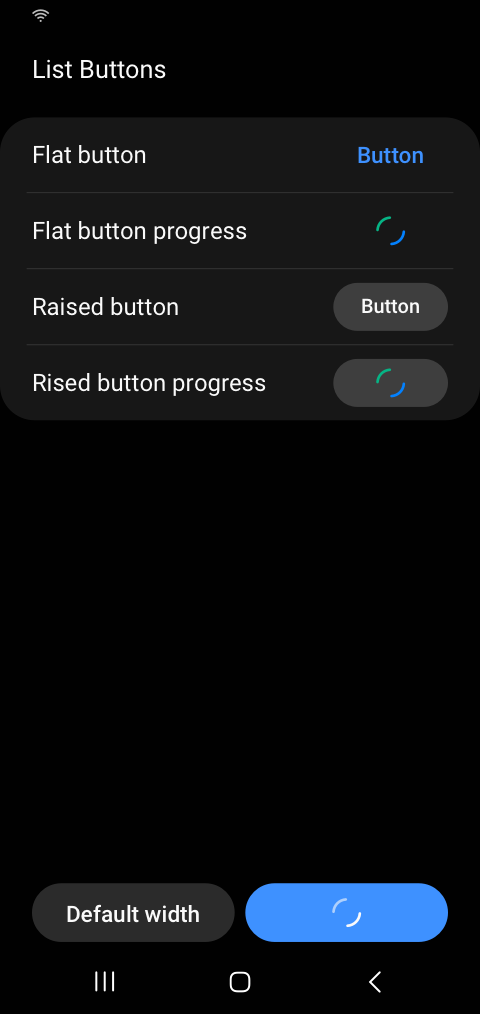 List Buttons
Flat button
Button
Flat button progress
Raised button
Button
Rised button progress
Default width